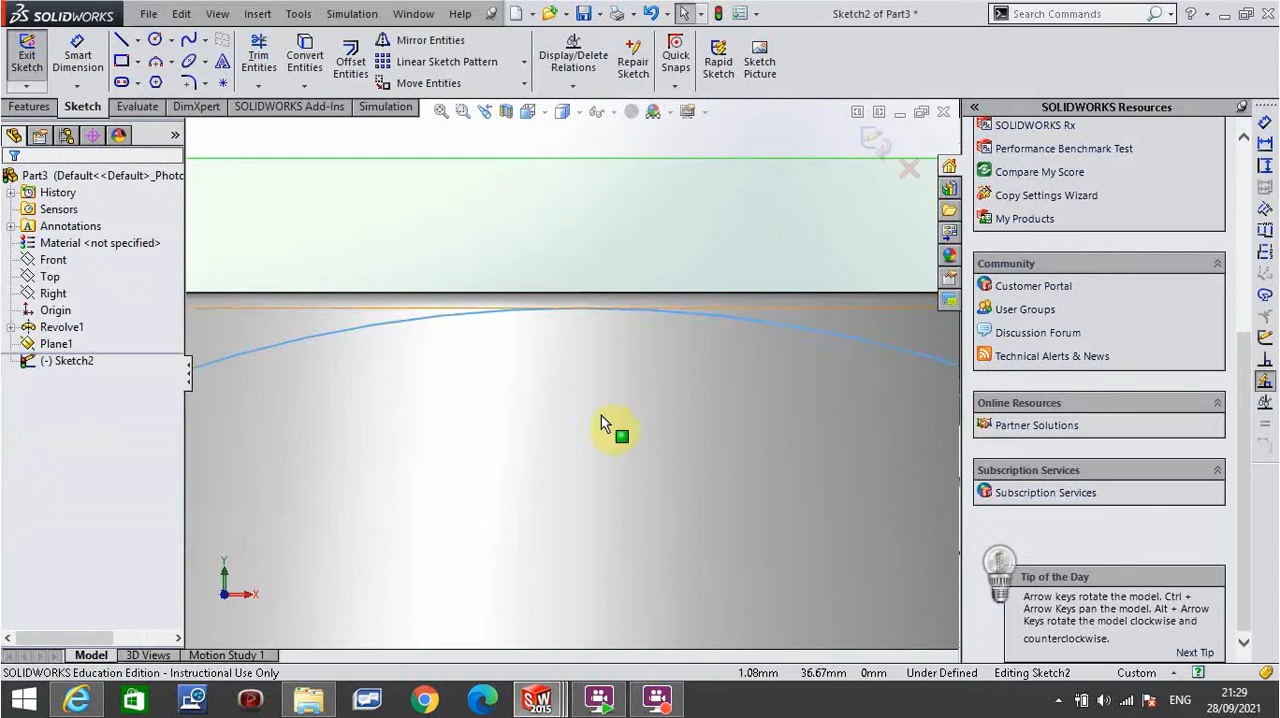 SOLIDWORKS
File Edit View Insert Tools Simulation Window Help
Sketch2 of Part3 *
Search Commands
Exit Sketch
Smart Dimension
Trim Entities
Convert Entities
Offset Entities
Mirror Entities
Linear Sketch Pattern
Move Entities
Display/Delete Relations
Repair Sketch
Quick Snaps
Rapid Sketch
Sketch Picture
Features Sketch Evaluate DimXpert SOLIDWORKS Add-Ins Simulation
SOLIDWORKS Resources
Part3 (Default<<Default>_Photo
History
Sensors
Annotations
Material <not specified>
Front
Top
Right
Origin
Revolve1
Plane1
(-) Sketch2
Y
X
SOLIDWORKS Rx
Performance Benchmark Test
Compare My Score
Copy Settings Wizard
My Products
Community
Customer Portal
User Groups
Discussion Forum
Technical Alerts & News
Online Resources
Partner Solutions
Subscription Services
Subscription Services
Tip of the Day
Arrow keys rotate the model. Ctrl +
Arrow Keys pan the model. Alt + Arrow
Keys rotate the model clockwise and
counterclockwise.
Next Tip
Model 3D Views Motion Study 1
SOLIDWORKS Education Edition - Instructional Use Only
1.08mm 36.67mm 0mm Under Defined Editing Sketch2 Custom
SW
2015
ENG
21:29
28/09/2021